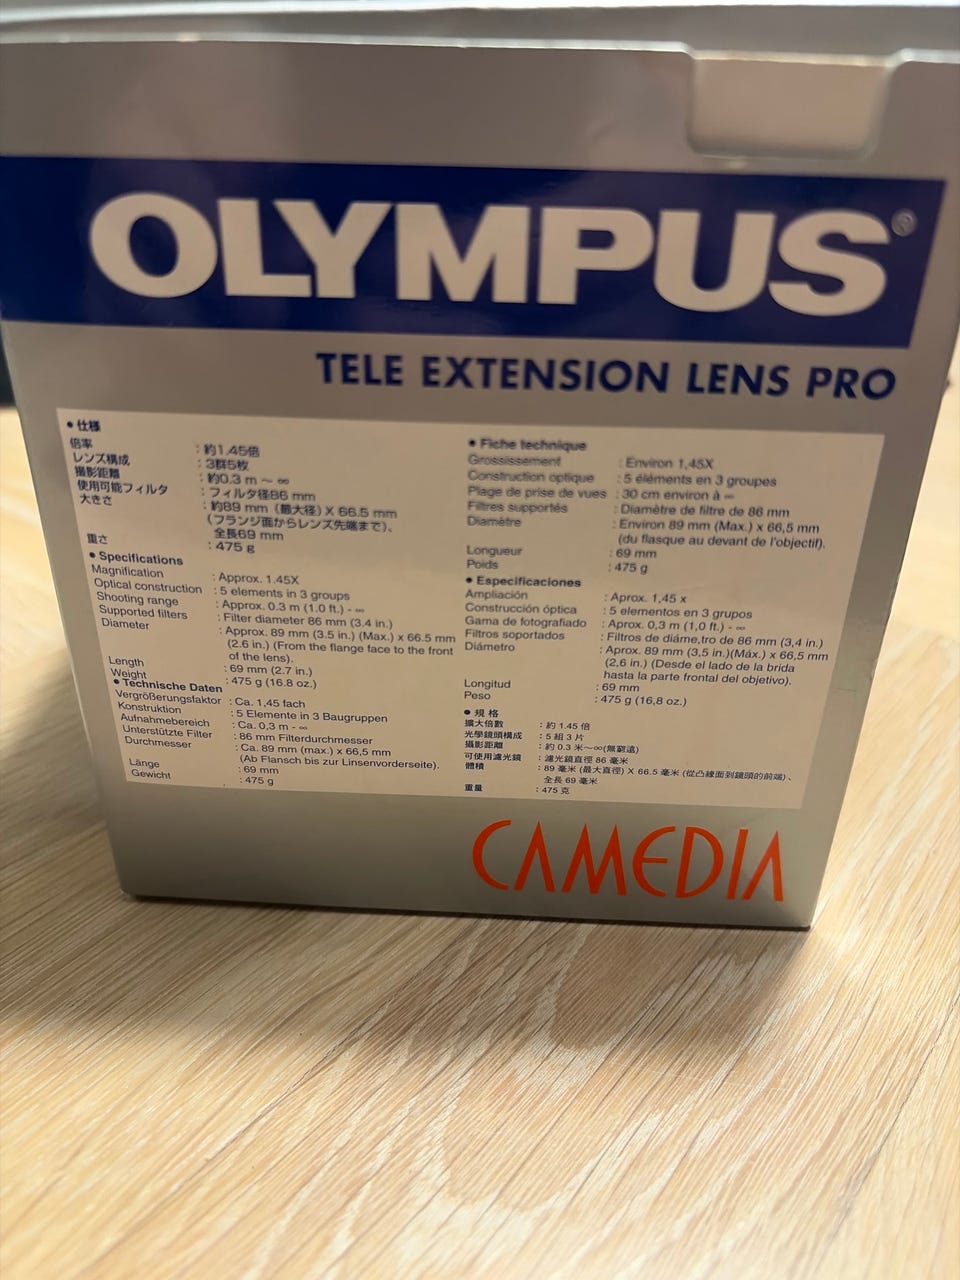 OLYMPUS®
TELE EXTENSION LENS PRO
● 仕様
倍率 : 約1.45倍
レンズ構成 : 3群5枚
撮影距離 : 約0.3 m ～ ∞
使用可能フィルタ : フィルタ径86 mm
大きさ : 約89 mm（最大径）X 66.5 mm
（フランジ面からレンズ先端まで）、
全長69 mm
重さ : 475 g
● Specifications
Magnification : Approx. 1.45X
Optical construction : 5 elements in 3 groups
Shooting range : Approx. 0.3 m (1.0 ft.) - ∞
Supported filters : Filter diameter 86 mm (3.4 in.)
Diameter : Approx. 89 mm (3.5 in.) (Max.) x 66.5 mm
(2.6 in.) (From the flange face to the front
of the lens).
Length : 69 mm (2.7 in.)
Weight : 475 g (16.8 oz.)
● Technische Daten
Vergrößerungsfaktor : Ca. 1,45 fach
Konstruktion : 5 Elemente in 3 Baugruppen
Aufnahmebereich : Ca. 0,3 m - ∞
Unterstützte Filter : 86 mm Filterdurchmesser
Durchmesser : Ca. 89 mm (max.) x 66,5 mm
(Ab Flansch bis zur Linsenvorderseite).
Länge : 69 mm
Gewicht : 475 g
● Fiche technique
Grossissement : Environ 1,45X
Construction optique : 5 éléments en 3 groupes
Plage de prise de vues : 30 cm environ à ∞
Filtres supportés : Diamètre de filtre de 86 mm
Diamètre : Environ 89 mm (Max.) x 66,5 mm
(du flasque au devant de l'objectif).
Longueur : 69 mm
Poids : 475 g
● Especificaciones
Ampliación : Aprox. 1,45 x
Construcción óptica : 5 elementos en 3 grupos
Gama de fotografiado : Aprox. 0,3 m (1,0 ft.) - ∞
Filtros soportados : Filtros de diáme,tro de 86 mm (3,4 in.)
Diámetro : Aprox. 89 mm (3,5 in.)(Máx.) x 66,5 mm
(2,6 in.) (Desde el lado de la brida
hasta la parte frontal del objetivo).
Longitud : 69 mm
Peso : 475 g (16,8 oz.)
● 規 格
擴大倍數 : 約 1.45 倍
光學鏡頭構成 : 5 組 3 片
攝影距離 : 約 0.3 米～∞(無窮遠)
可使用濾光鏡 : 濾光鏡直徑 86 毫米
體積 : 89 毫米 (最大直徑) X 66.5 毫米 (從凸緣面到鏡頭的前端)、
全長 69 毫米
重量 : 475 克
CAMEDIA